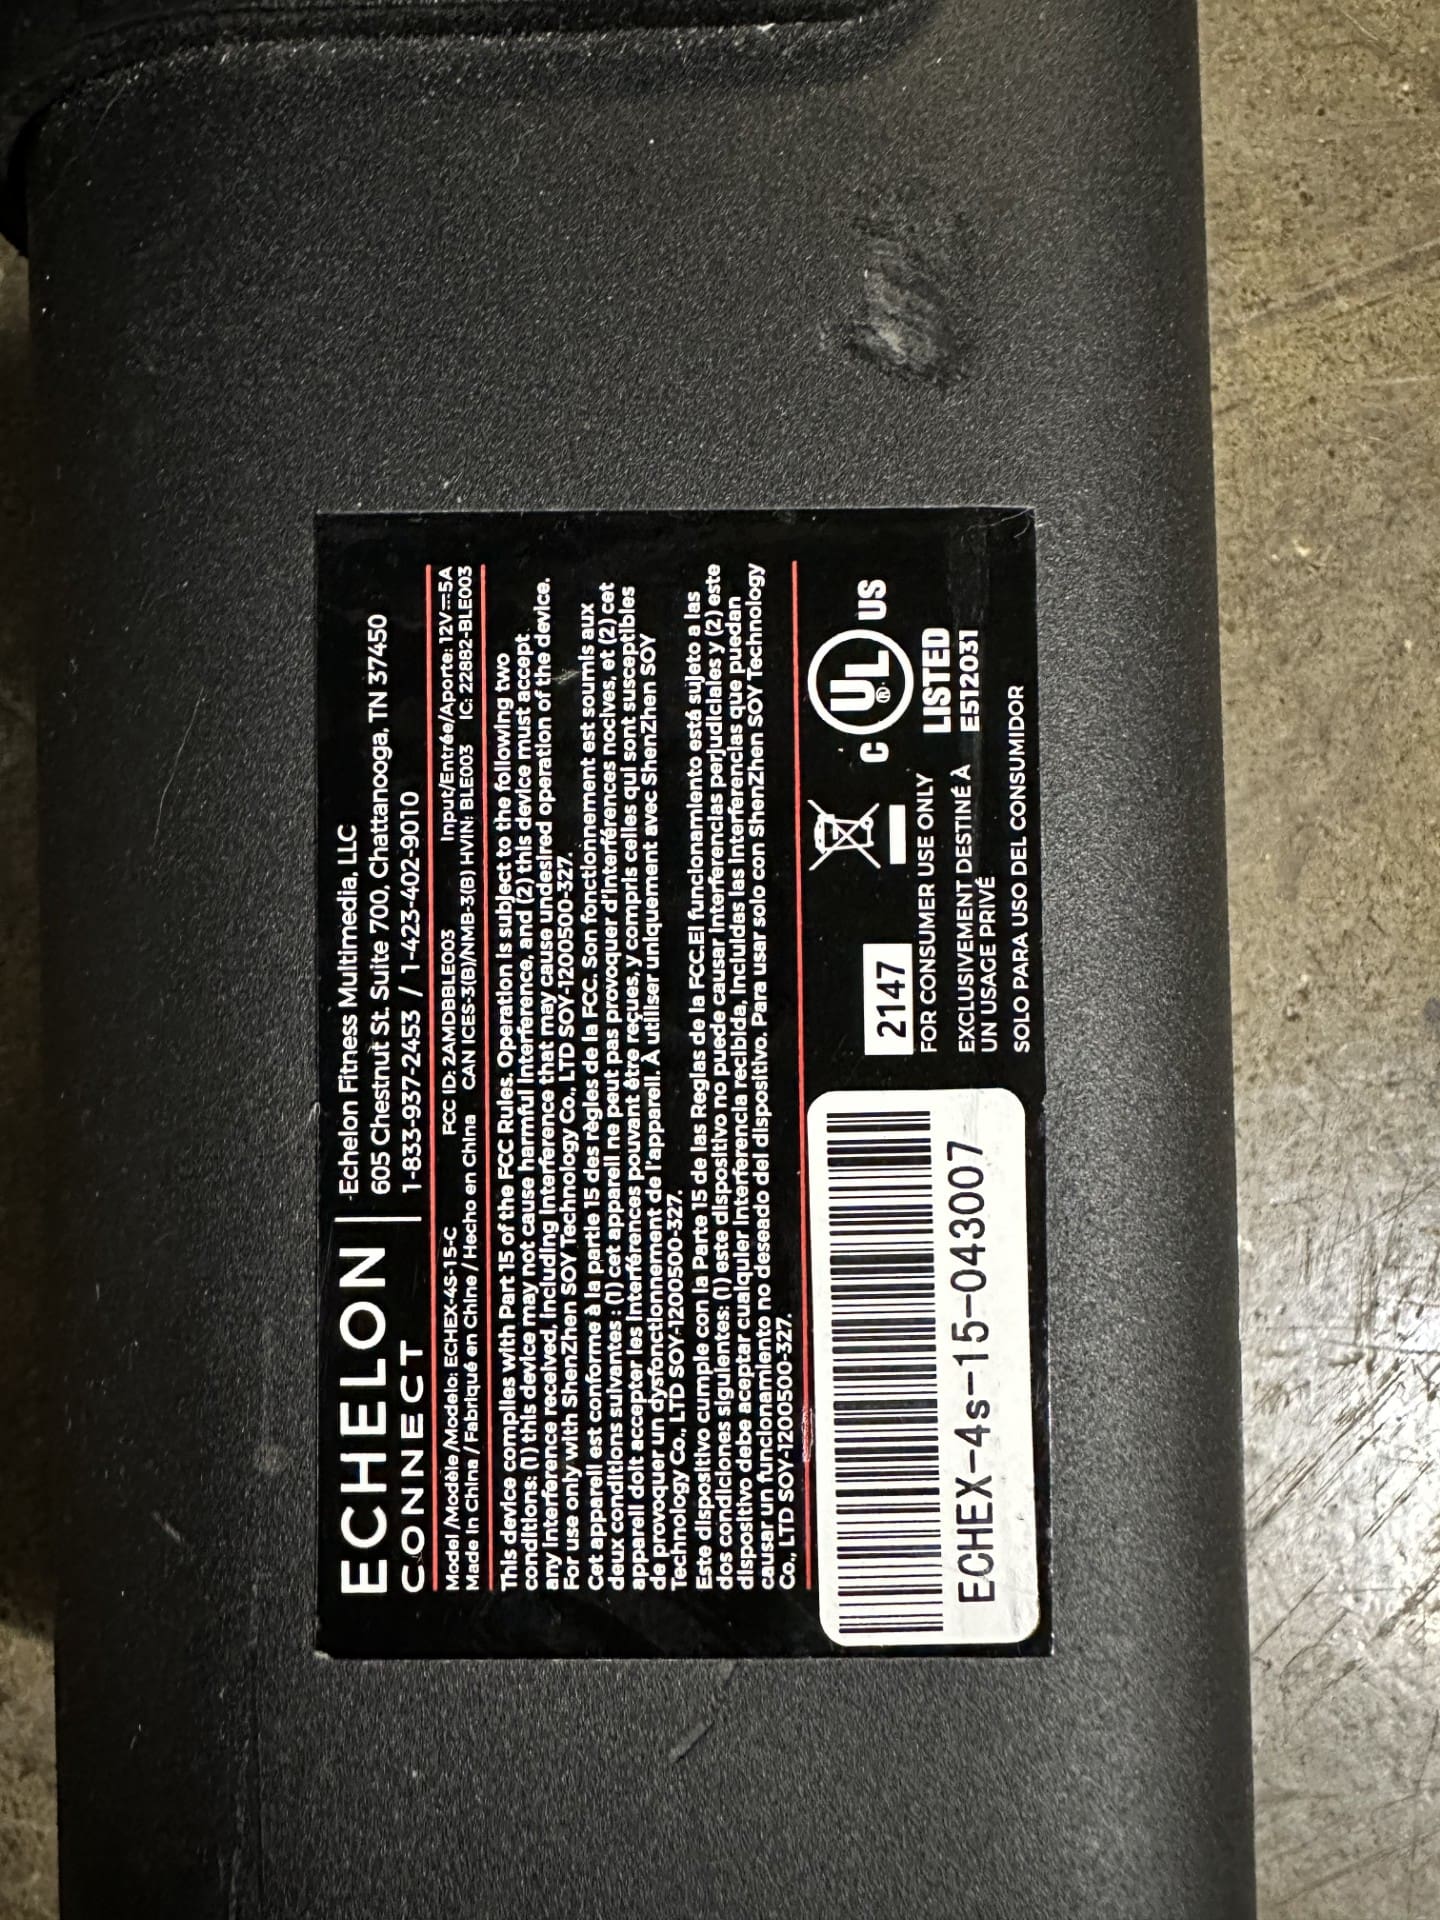 ECHELON
CONNECT
Echelon Fitness Multimedia, LLC
605 Chestnut St. Suite 700, Chattanooga, TN 37450
1-833-937-2453 / 1-423-402-9010
Model /Modèle /Modelo: ECHEX-4S-15-C FCC ID: 2AMDBBLE003 Input/Entrée/Aporte: 12V⎓5A
Made in China / Fabriqué en Chine / Hecho en China CAN ICES-3(B)/NMB-3(B) HVIN: BLE003 IC: 22882-BLE003
This device complies with Part 15 of the FCC Rules. Operation is subject to the following two
conditions: (1) this device may not cause harmful interference, and (2) this device must accept
any interference received, including interference that may cause undesired operation of the device.
For use only with ShenZhen SOY Technology Co., LTD SOY-1200500-327.
Cet appareil est conforme à la partie 15 des règles de la FCC. Son fonctionnement est soumis aux
deux conditions suivantes : (1) cet appareil ne peut pas provoquer d'interférences nocives, et (2) cet
appareil doit accepter les interférences pouvant être reçues, y compris celles qui sont susceptibles
de provoquer un dysfonctionnement de l'appareil. À utiliser uniquement avec ShenZhen SOY
Technology Co., LTD SOY-1200500-327.
Este dispositivo cumple con la Parte 15 de las Reglas de la FCC.El funcionamiento está sujeto a las
dos condiciones siguientes: (1) este dispositivo no puede causar interferencias perjudiciales y (2) este
dispositivo debe aceptar cualquier interferencia recibida, incluidas las interferencias que puedan
causar un funcionamiento no deseado del dispositivo. Para usar solo con ShenZhen SOY Technology
Co., LTD SOY-1200500-327.
ECHEX-4s-15-043007
2147
FOR CONSUMER USE ONLY
EXCLUSIVEMENT DESTINÉ À
UN USAGE PRIVÉ
SOLO PARA USO DEL CONSUMIDOR
C UL ® US
LISTED
E512031